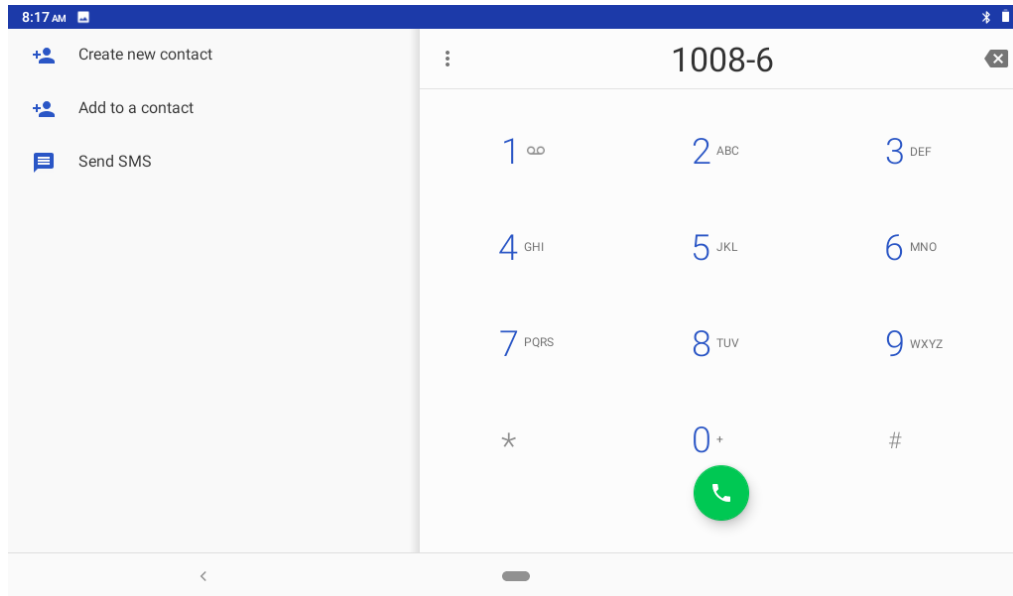 8:17 AM
Create new contact
Add to a contact
Send SMS
1008-6
1
2 ABC
3 DEF
4 GHI
5 JKL
6 MNO
7 PQRS
8 TUV
9 WXYZ
*
0 +
#